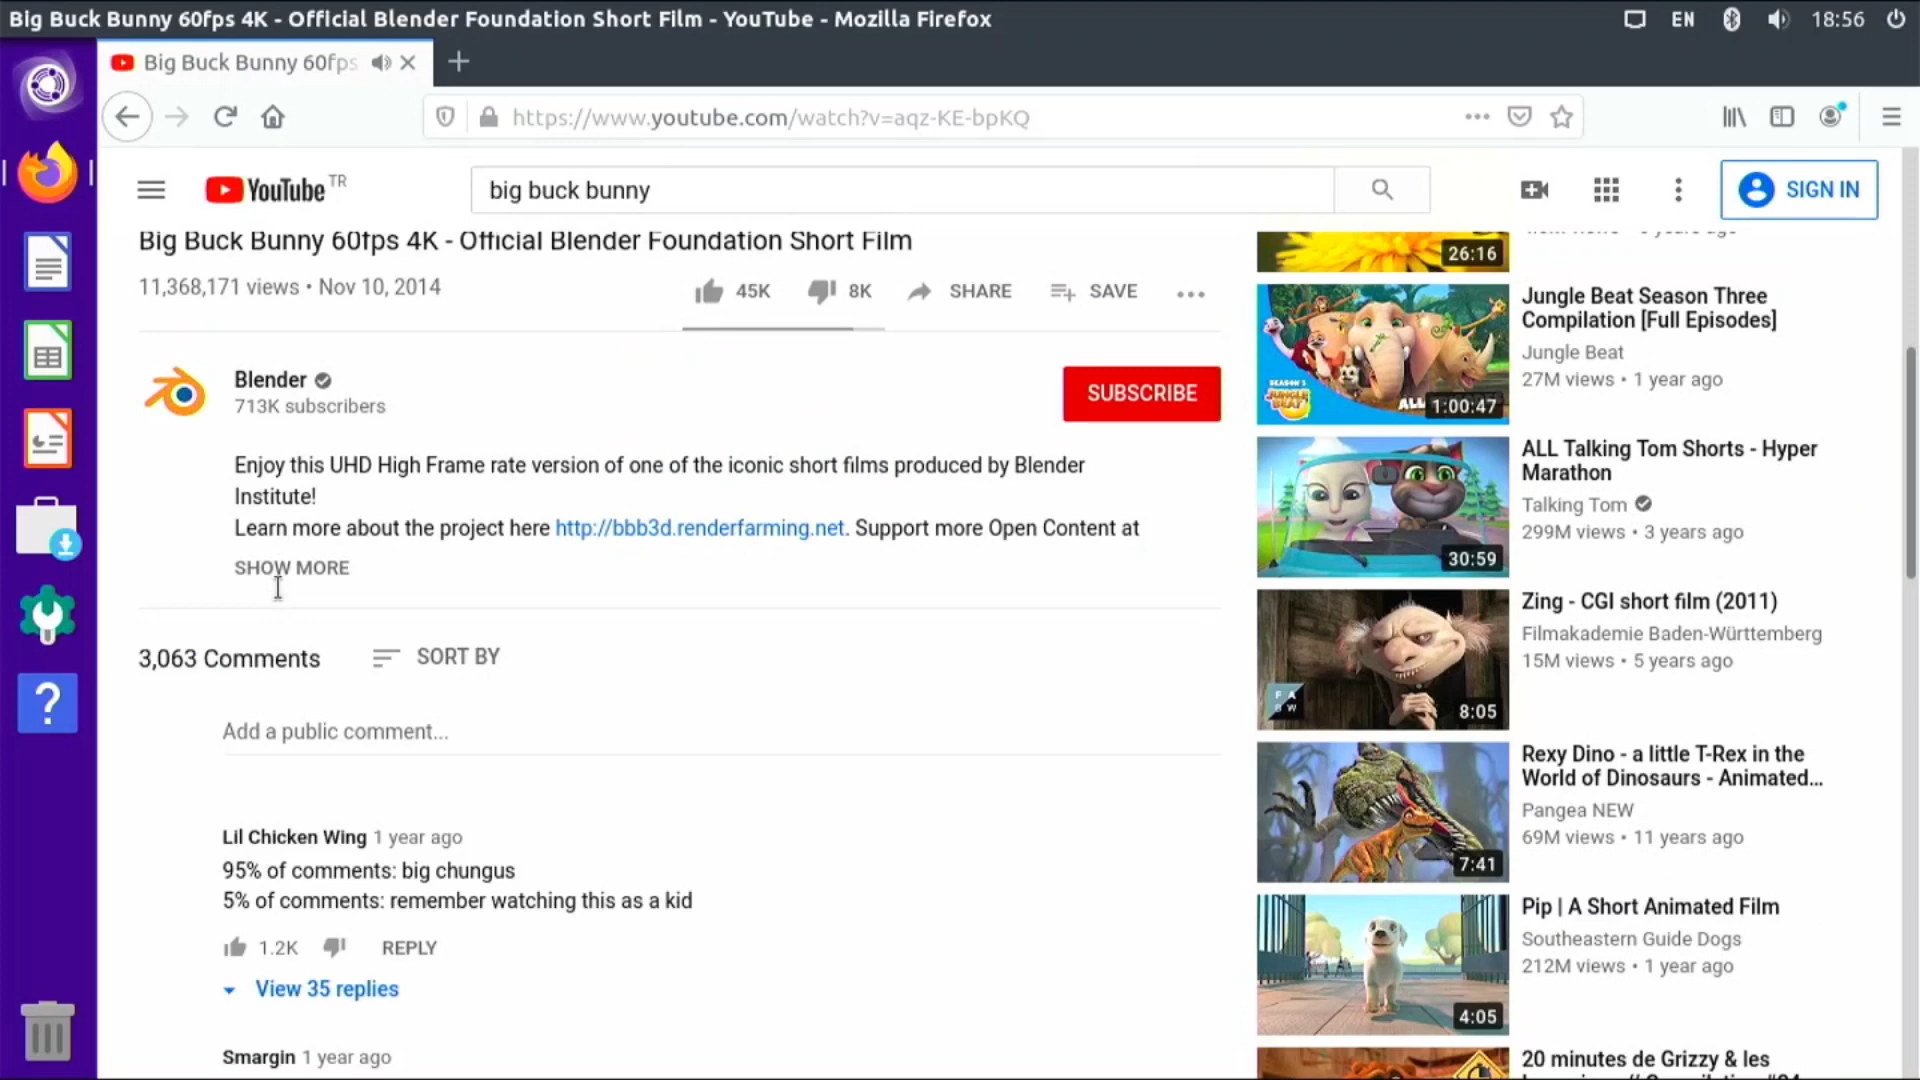 Big Buck Bunny 60fps 4K - Official Blender Foundation Short Film - YouTube - Mozilla Firefox
EN
18:56
Big Buck Bunny 60fps
https://www.youtube.com/watch?v=aqz-KE-bpKQ
YouTube TR
big buck bunny
SIGN IN
Big Buck Bunny 60fps 4K - Official Blender Foundation Short Film
11,368,171 views • Nov 10, 2014
45K
8K
SHARE
SAVE
Blender
713K subscribers
SUBSCRIBE
Enjoy this UHD High Frame rate version of one of the iconic short films produced by Blender
Institute!
Learn more about the project here http://bbb3d.renderfarming.net. Support more Open Content at
SHOW MORE
3,063 Comments
SORT BY
Add a public comment...
Lil Chicken Wing 1 year ago
95% of comments: big chungus
5% of comments: remember watching this as a kid
1.2K
REPLY
View 35 replies
Smargin 1 year ago
26:16
SEASON 3
JUNGLE BEAT
ALL
1:00:47
Jungle Beat Season Three
Compilation [Full Episodes]
Jungle Beat
27M views • 1 year ago
30:59
ALL Talking Tom Shorts - Hyper
Marathon
Talking Tom
299M views • 3 years ago
F A
B W
8:05
Zing - CGI short film (2011)
Filmakademie Baden-Württemberg
15M views • 5 years ago
7:41
Rexy Dino - a little T-Rex in the
World of Dinosaurs - Animated...
Pangea NEW
69M views • 11 years ago
4:05
Pip | A Short Animated Film
Southeastern Guide Dogs
212M views • 1 year ago
20 minutes de Grizzy & les